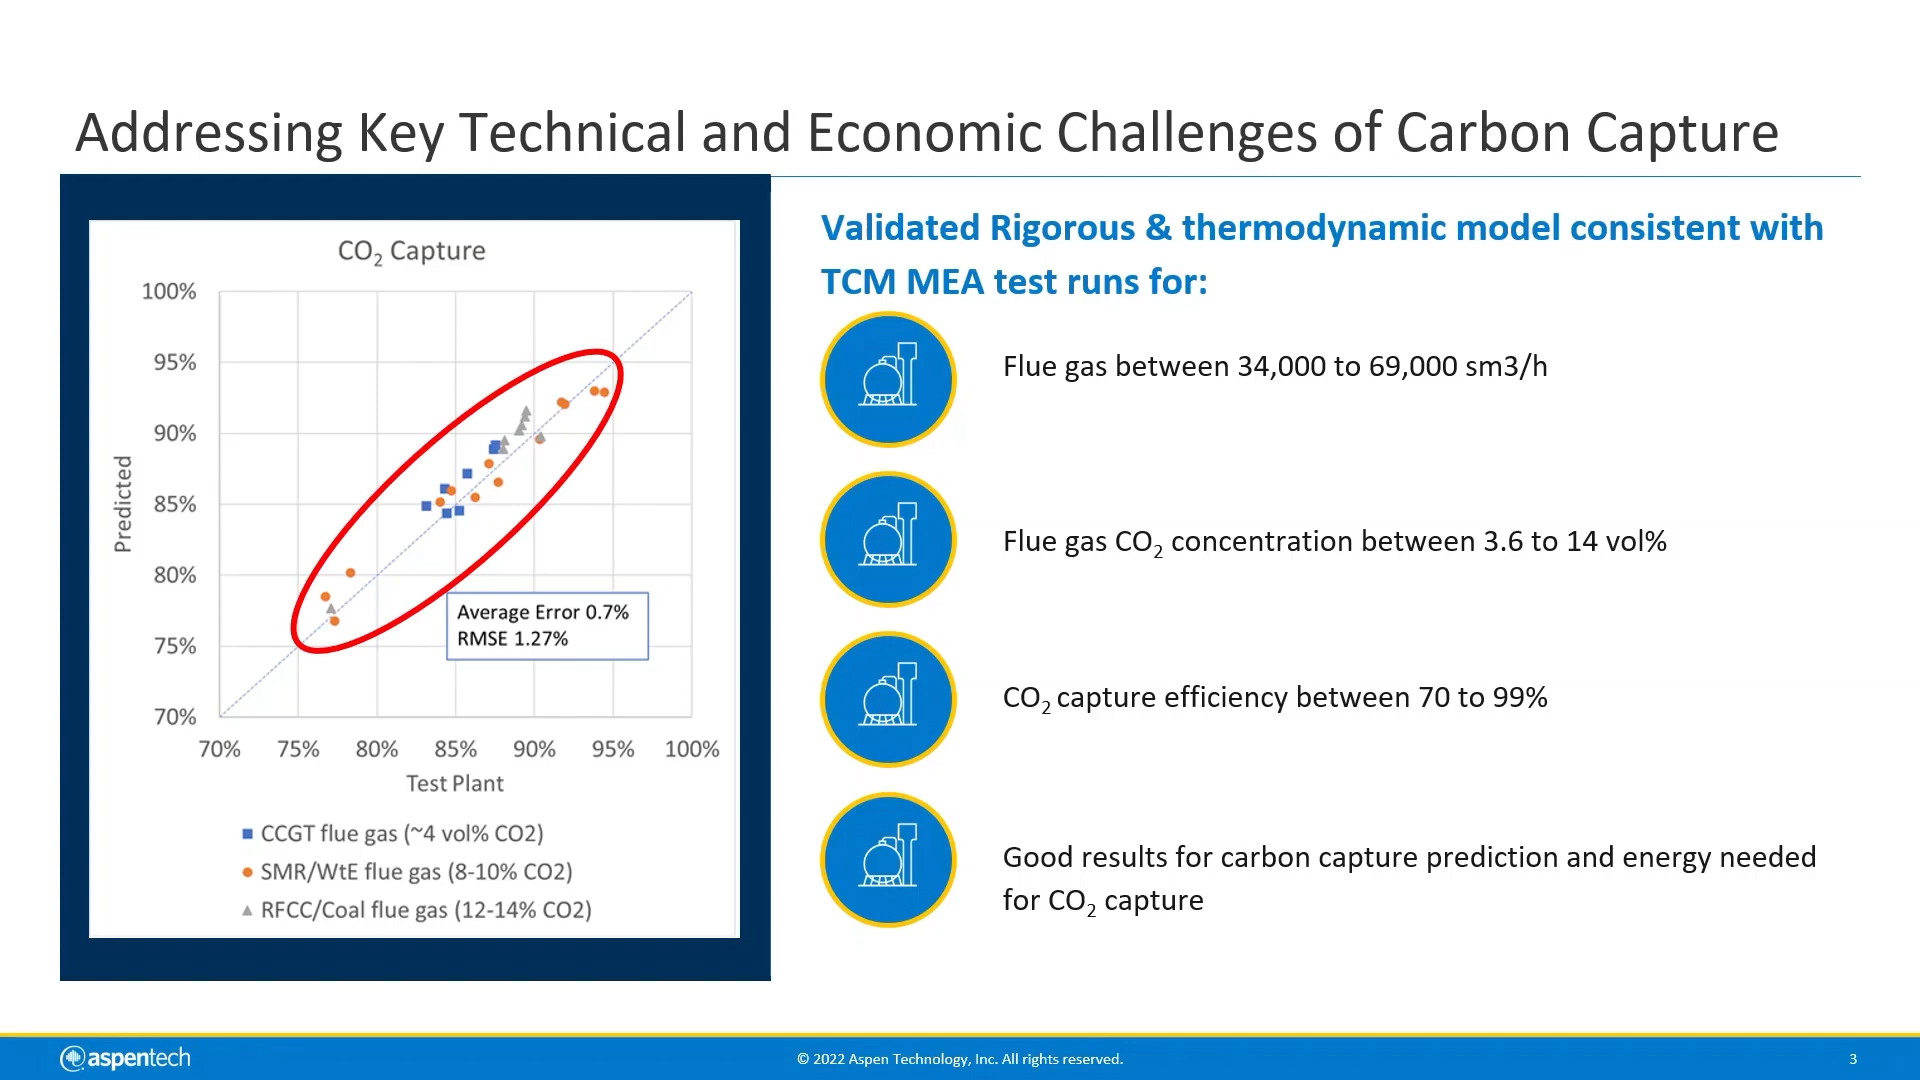 Addressing Key Technical and Economic Challenges of Carbon Capture
CO₂ Capture
100%
95%
90%
85%
80%
75%
70%
Predicted
70% 75% 80% 85% 90% 95% 100%
Test Plant
Average Error 0.7%
RMSE 1.27%
CCGT flue gas (~4 vol% CO2)
SMR/WtE flue gas (8-10% CO2)
RFCC/Coal flue gas (12-14% CO2)
Validated Rigorous & thermodynamic model consistent with
TCM MEA test runs for:
Flue gas between 34,000 to 69,000 sm3/h
Flue gas CO₂ concentration between 3.6 to 14 vol%
CO₂ capture efficiency between 70 to 99%
Good results for carbon capture prediction and energy needed
for CO₂ capture
aspentech
© 2022 Aspen Technology, Inc. All rights reserved.
3